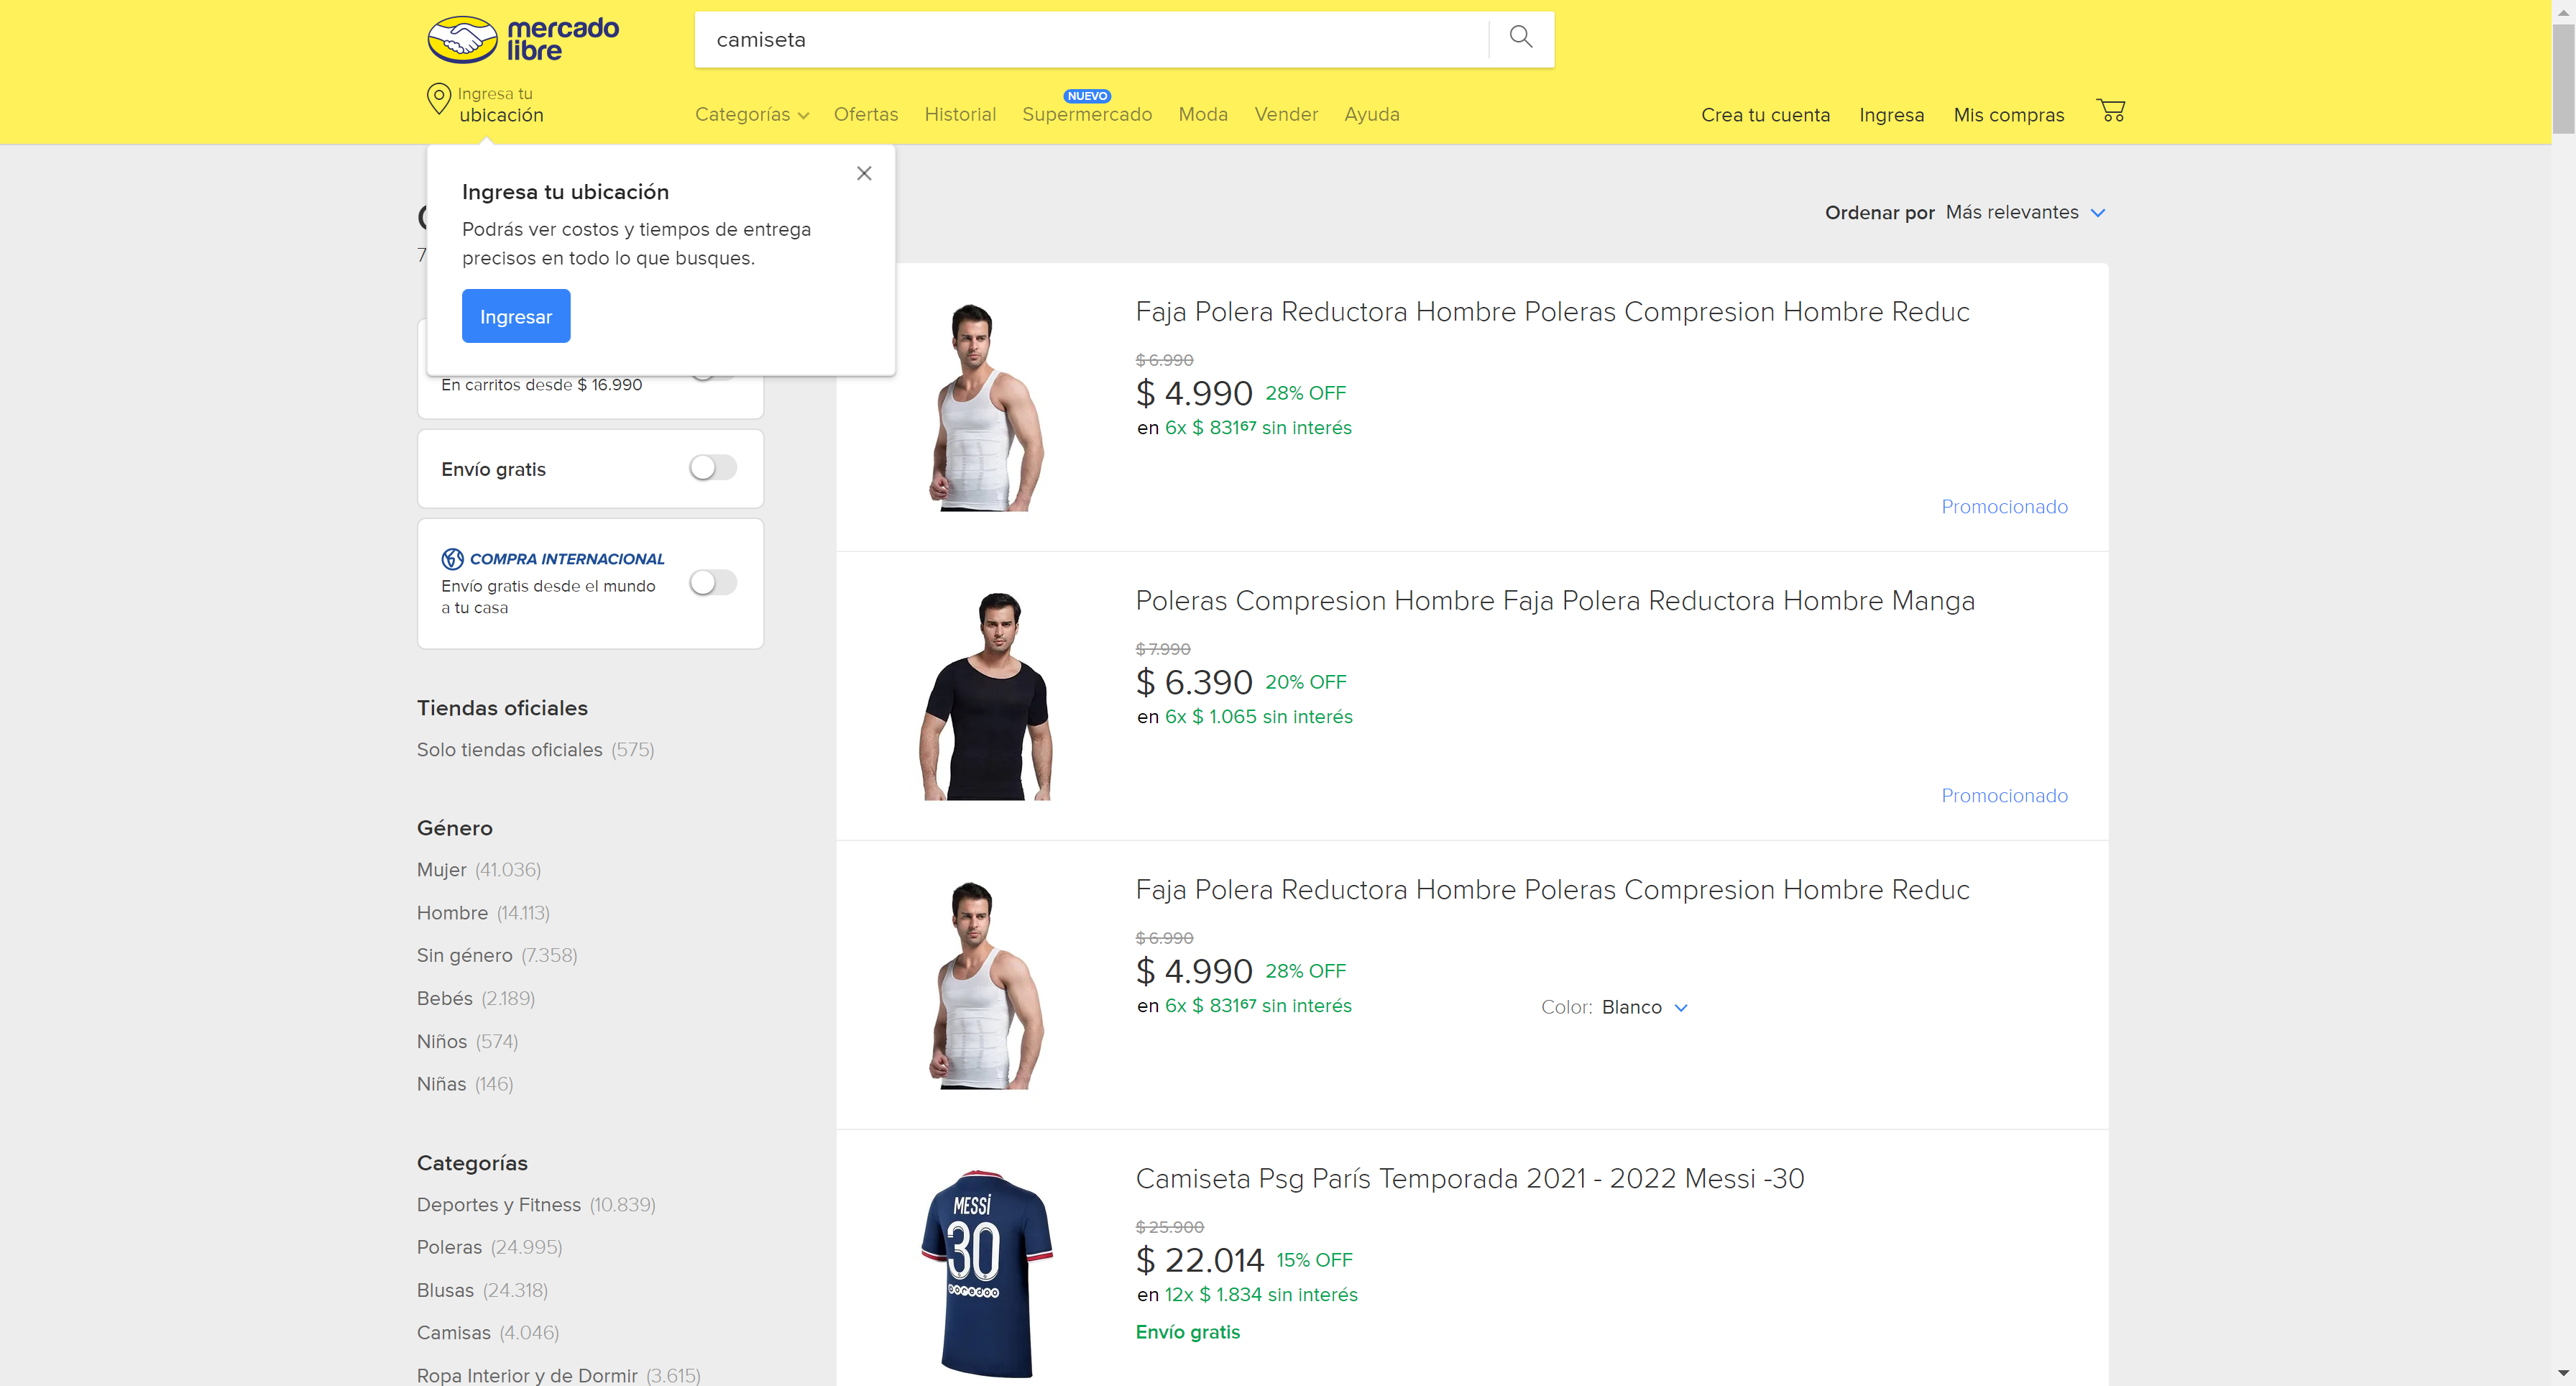 mercado
libre
camiseta
Ingresa tu
ubicación
Categorías
Ofertas
Historial
NUEVO
Supermercado
Moda
Vender
Ayuda
Crea tu cuenta
Ingresa
Mis compras
Ingresa tu ubicación
Podrás ver costos y tiempos de entrega
precisos en todo lo que busques.
Ingresar
Ordenar por Más relevantes
En carritos desde $ 16.990
Envío gratis
COMPRA INTERNACIONAL
Envío gratis desde el mundo
a tu casa
Tiendas oficiales
Solo tiendas oficiales (575)
Género
Mujer (41.036)
Hombre (14.113)
Sin género (7.358)
Bebés (2.189)
Niños (574)
Niñas (146)
Categorías
Deportes y Fitness (10.839)
Poleras (24.995)
Blusas (24.318)
Camisas (4.046)
Ropa Interior y de Dormir (3.615)
Faja Polera Reductora Hombre Poleras Compresion Hombre Reduc
$ 6.990
$ 4.990 28% OFF
en 6x $ 831⁶⁷ sin interés
Promocionado
Poleras Compresion Hombre Faja Polera Reductora Hombre Manga
$ 7.990
$ 6.390 20% OFF
en 6x $ 1.065 sin interés
Promocionado
Faja Polera Reductora Hombre Poleras Compresion Hombre Reduc
$ 6.990
$ 4.990 28% OFF
en 6x $ 831⁶⁷ sin interés
Color: Blanco
MESSI
30
ooredoo
Camiseta Psg París Temporada 2021 - 2022 Messi -30
$ 25.900
$ 22.014 15% OFF
en 12x $ 1.834 sin interés
Envío gratis